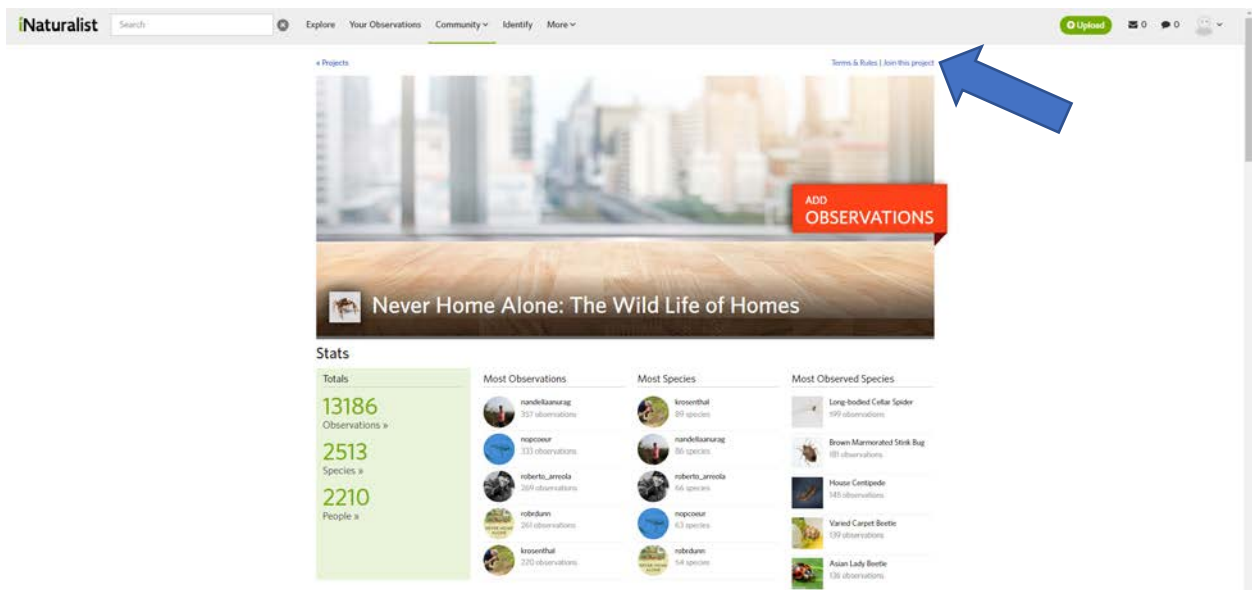 iNaturalist Search Explore Your Observations Community Identify More Upload 0 0
« Projects Terms & Rules | Join this project
ADD
OBSERVATIONS
Never Home Alone: The Wild Life of Homes
Stats
Totals
13186
Observations »
2513
Species »
2210
People »
Most Observations
nandellaanurag
357 observations
nopcoeur
333 observations
roberto_arreola
269 observations
robrdunn
261 observations
krosenthal
220 observations
Most Species
krosenthal
89 species
nandellaanurag
86 species
roberto_arreola
66 species
nopcoeur
63 species
robrdunn
54 species
Most Observed Species
Long-bodied Cellar Spider
199 observations
Brown Marmorated Stink Bug
observations
House Centipede
145 observations
Varied Carpet Beetle
139 observations
Asian Lady Beetle
136 observations